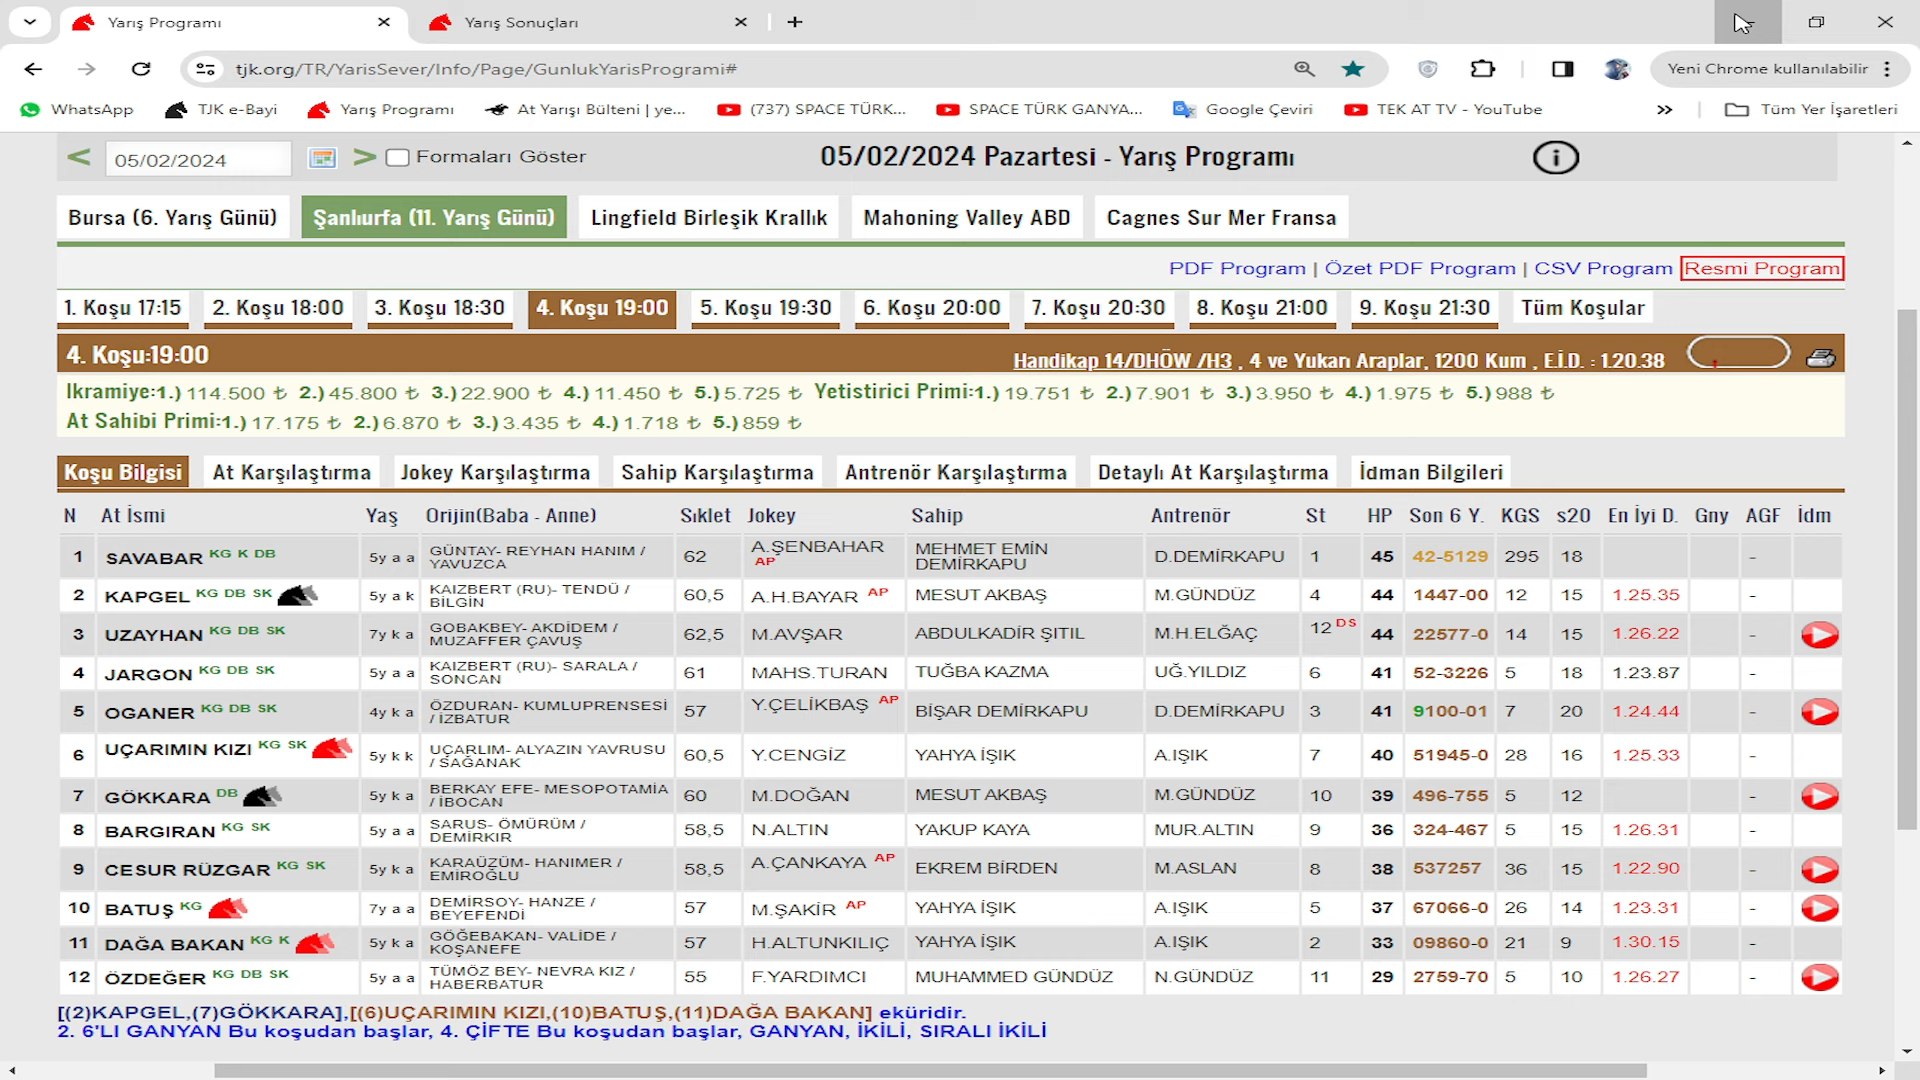 Yarış Programı
Yarış Sonuçları
tjk.org/TR/YarisSever/Info/Page/GunlukYarisProgrami#
Yeni Chrome kullanılabilir
WhatsApp TJK e-Bayi Yarış Programı At Yarışı Bülteni | ye... (737) SPACE TÜRK... SPACE TÜRK GANYA... Google Çeviri TEK AT TV - YouTube » Tüm Yer İşaretleri
< 05/02/2024 > Formaları Göster 05/02/2024 Pazartesi - Yarış Programı
Bursa (6. Yarış Günü) Şanlıurfa (11. Yarış Günü) Lingfield Birleşik Krallık Mahoning Valley ABD Cagnes Sur Mer Fransa
PDF Program | Özet PDF Program | CSV Program Resmi Program
1. Koşu 17:15 2. Koşu 18:00 3. Koşu 18:30 4. Koşu 19:00 5. Koşu 19:30 6. Koşu 20:00 7. Koşu 20:30 8. Koşu 21:00 9. Koşu 21:30 Tüm Koşular
4. Koşu:19:00 Handikap 14/DHÖW /H3 , 4 ve Yukarı Araplar, 1200 Kum , E.İ.D. : 1.20.38
Ikramiye:1.) 114.500 ₺ 2.) 45.800 ₺ 3.) 22.900 ₺ 4.) 11.450 ₺ 5.) 5.725 ₺ Yetistirici Primi:1.) 19.751 ₺ 2.) 7.901 ₺ 3.) 3.950 ₺ 4.) 1.975 ₺ 5.) 988 ₺
At Sahibi Primi:1.) 17.175 ₺ 2.) 6.870 ₺ 3.) 3.435 ₺ 4.) 1.718 ₺ 5.) 859 ₺
Koşu Bilgisi At Karşılaştırma Jokey Karşılaştırma Sahip Karşılaştırma Antrenör Karşılaştırma Detaylı At Karşılaştırma İdman Bilgileri
N At İsmi Yaş Orijin(Baba - Anne) Sıklet Jokey Sahip Antrenör St HP Son 6 Y. KGS s20 En İyi D. Gny AGF İdm
1 SAVABAR KG K DB 5y a a GÜNTAY- REYHAN HANIM / YAVUZCA 62 A.ŞENBAHAR AP MEHMET EMİN DEMİRKAPU D.DEMİRKAPU 1 45 42-5129 295 18 -
2 KAPGEL KG DB SK 5y a k KAIZBERT (RU)- TENDÜ / BİLGİN 60,5 A.H.BAYAR AP MESUT AKBAŞ M.GÜNDÜZ 4 44 1447-00 12 15 1.25.35 -
3 UZAYHAN KG DB SK 7y k a GOBAKBEY- AKDİDEM / MUZAFFER ÇAVUŞ 62,5 M.AVŞAR ABDULKADİR ŞITIL M.H.ELĞAÇ 12 DS 44 22577-0 14 15 1.26.22 -
4 JARGON KG DB SK 5y a a KAIZBERT (RU)- SARALA / SONCAN 61 MAHS.TURAN TUĞBA KAZMA UĞ.YILDIZ 6 41 52-3226 5 18 1.23.87 -
5 OGANER KG DB SK 4y k a ÖZDURAN- KUMLUPRENSESİ / İZBATUR 57 Y.ÇELİKBAŞ AP BİŞAR DEMİRKAPU D.DEMİRKAPU 3 41 9100-01 7 20 1.24.44 -
6 UÇARIMIN KIZI KG SK 5y k k UÇARLIM- ALYAZIN YAVRUSU / SAĞANAK 60,5 Y.CENGİZ YAHYA İŞIK A.IŞIK 7 40 51945-0 28 16 1.25.33 -
7 GÖKKARA DB 5y k a BERKAY EFE- MESOPOTAMİA / İBOCAN 60 M.DOĞAN MESUT AKBAŞ M.GÜNDÜZ 10 39 496-755 5 12 -
8 BARGIRAN KG SK 5y a a SARUS- ÖMÜRÜM / DEMİRKIR 58,5 N.ALTIN YAKUP KAYA MUR.ALTIN 9 36 324-467 5 15 1.26.31 -
9 CESUR RÜZGAR KG SK 5y k a KARAÜZÜM- HANIMER / EMİROĞLU 58,5 A.ÇANKAYA AP EKREM BİRDEN M.ASLAN 8 38 537257 36 15 1.22.90 -
10 BATUŞ KG 7y a a DEMİRSOY- HANZE / BEYEFENDİ 57 M.ŞAKİR AP YAHYA İŞIK A.IŞIK 5 37 67066-0 26 14 1.23.31 -
11 DAĞA BAKAN KG K 5y k a GÖĞEBAKAN- VALİDE / KOŞANEFE 57 H.ALTUNKILIÇ YAHYA İŞIK A.IŞIK 2 33 09860-0 21 9 1.30.15 -
12 ÖZDEĞER KG DB SK 5y a a TÜMÖZ BEY- NEVRA KIZ / HABERBATUR 55 F.YARDIMCI MUHAMMED GÜNDÜZ N.GÜNDÜZ 11 29 2759-70 5 10 1.26.27 -
[(2)KAPGEL,(7)GÖKKARA],[(6)UÇARIMIN KIZI,(10)BATUŞ,(11)DAĞA BAKAN] eküridir.
2. 6'LI GANYAN Bu koşudan başlar, 4. ÇİFTE Bu koşudan başlar, GANYAN, İKİLİ, SIRALI İKİLİ